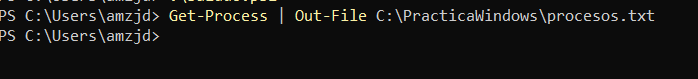 PS C:\Users\amzjd> Get-Process | Out-File C:\PracticaWindows\procesos.txt
PS C:\Users\amzjd>